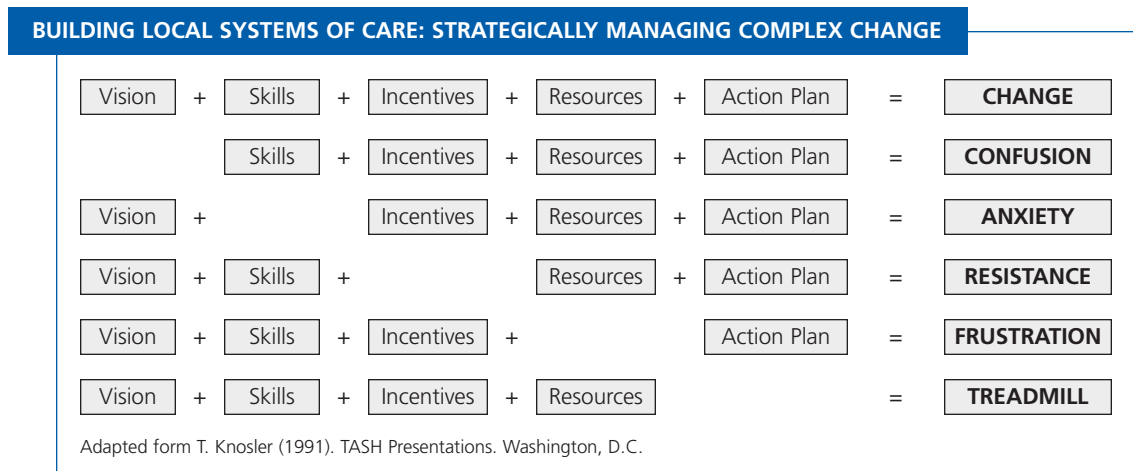 BUILDING LOCAL SYSTEMS OF CARE: STRATEGICALLY MANAGING COMPLEX CHANGE
Vision + Skills + Incentives + Resources + Action Plan = CHANGE
Skills + Incentives + Resources + Action Plan = CONFUSION
Vision + Incentives + Resources + Action Plan = ANXIETY
Vision + Skills + Resources + Action Plan = RESISTANCE
Vision + Skills + Incentives + Action Plan = FRUSTRATION
Vision + Skills + Incentives + Resources = TREADMILL
Adapted form T. Knosler (1991). TASH Presentations. Washington, D.C.